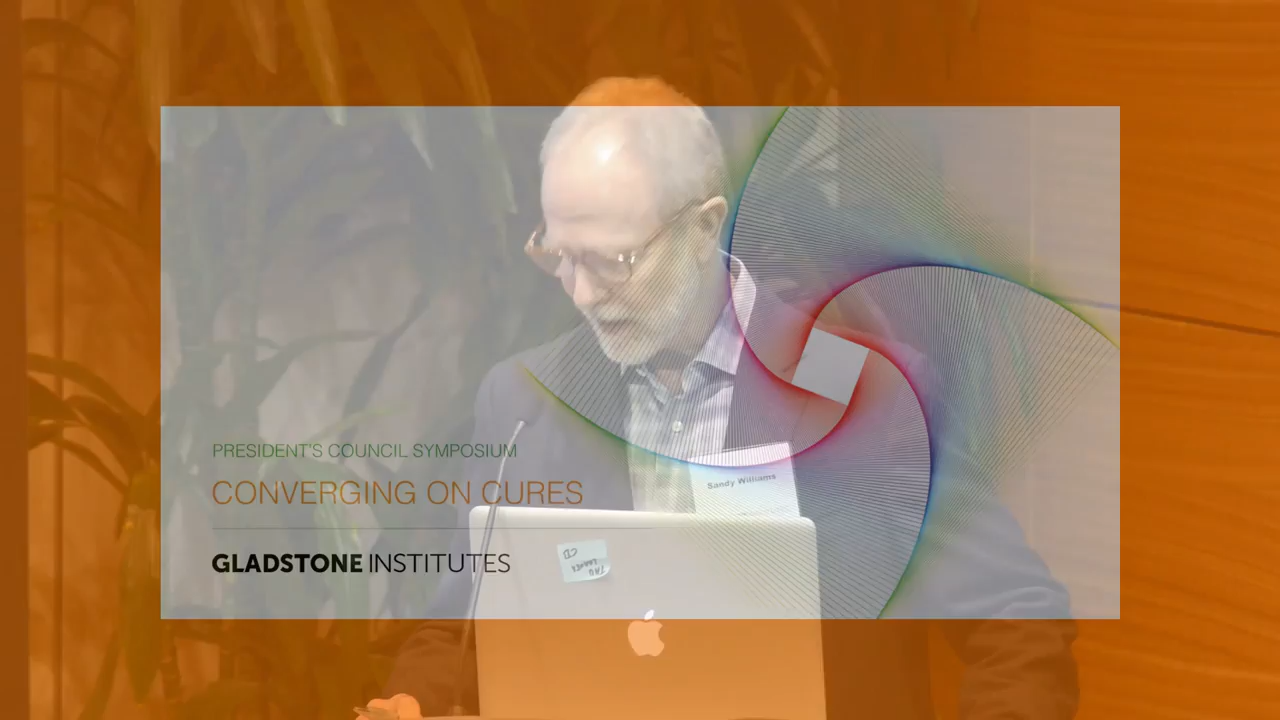 PRESIDENT'S COUNCIL SYMPOSIUM
CONVERGING ON CURES
GLADSTONE INSTITUTES
Sandy Williams